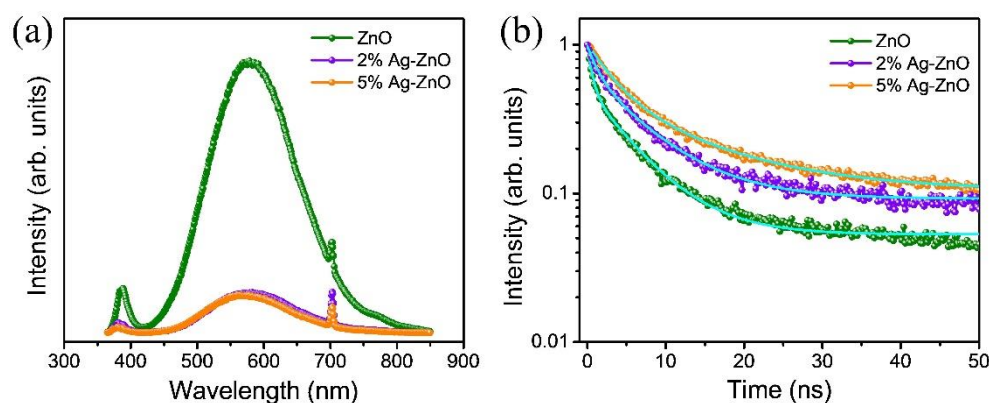 (a)
ZnO
2% Ag-ZnO
5% Ag-ZnO
Intensity (arb. units)
300 400 500 600 700 800 900
Wavelength (nm)
(b)
ZnO
2% Ag-ZnO
5% Ag-ZnO
Intensity (arb. units)
1
0.1
0.01
0 10 20 30 40 50
Time (ns)